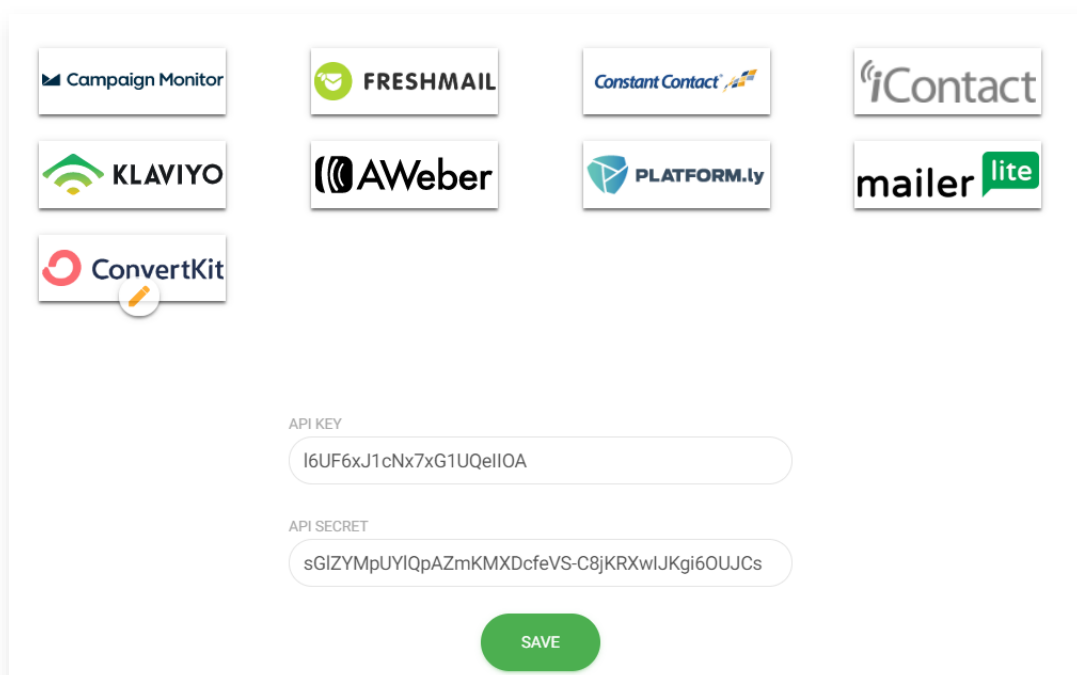 Campaign Monitor
FRESHMAIL
Constant Contact
iContact
KLAVIYO
AWeber
PLATFORM.ly
mailer lite
ConvertKit
API KEY
l6UF6xJ1cNx7xG1UQeIlOA
API SECRET
sGlZYMpUYlQpAZmKMXDcfeVS-C8jKRXwIJKgi6OUJCs
SAVE